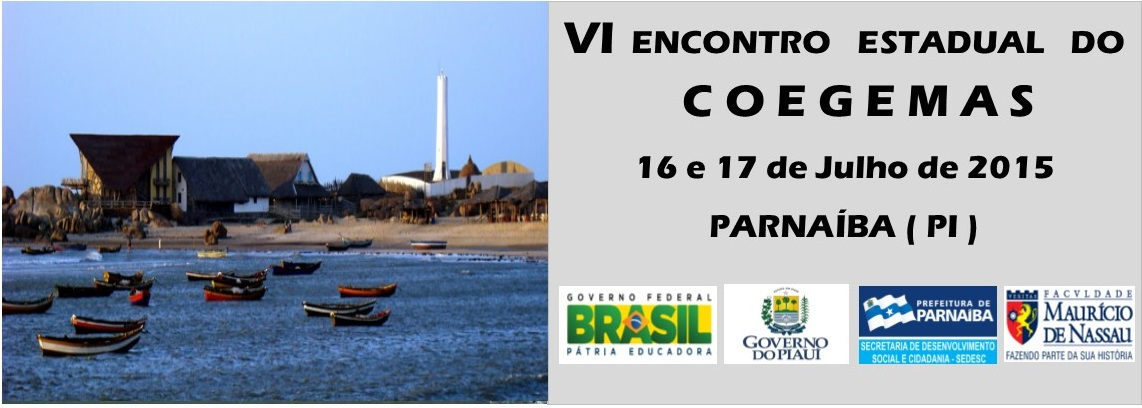 VI ENCONTRO ESTADUAL DO
COEGEMAS
16 e 17 de Julho de 2015
PARNAÍBA ( PI )
GOVERNO FEDERAL
BRASIL
PÁTRIA EDUCADORA
GOVERNO
DO PIAUÍ
PREFEITURA DE
PARNAÍBA
SECRETARIA DE DESENVOLVIMENTO
SOCIAL E CIDADANIA - SEDESC
VERITAS
FACVLDADE
MAURÍCIO
DE NASSAU
FAZENDO PARTE DA SUA HISTÓRIA